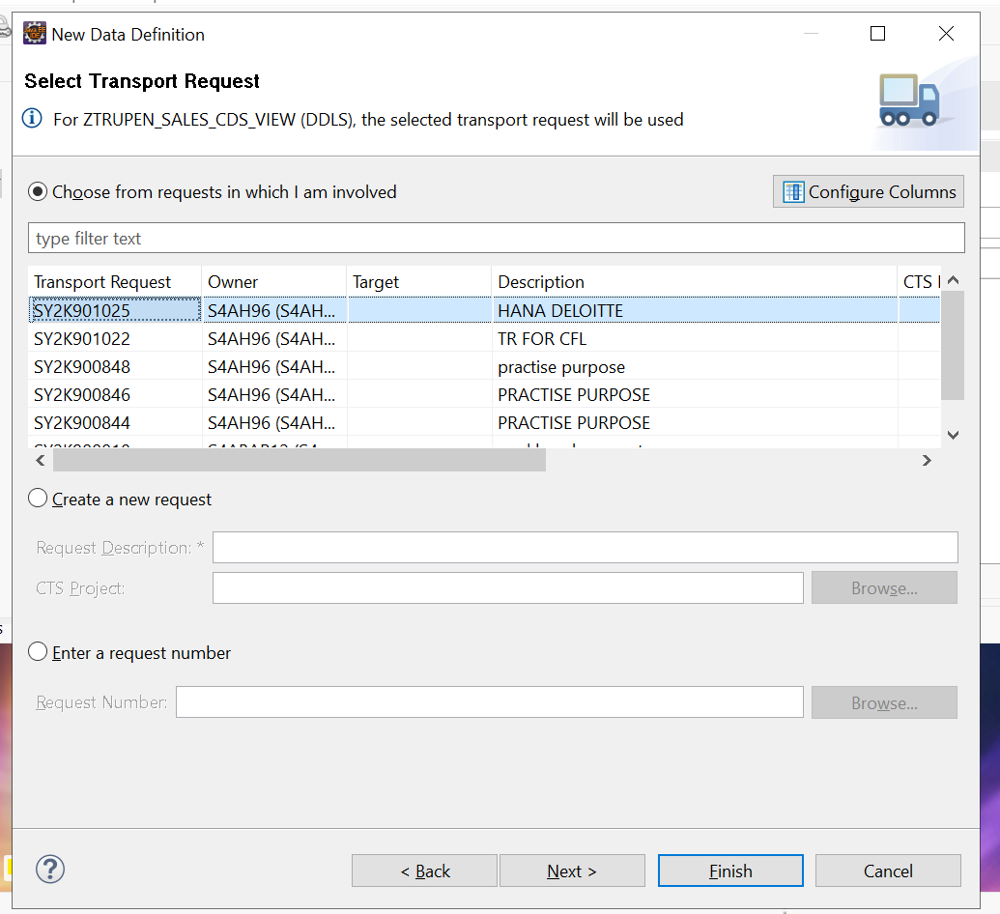 New Data Definition
Select Transport Request
For ZTRUPEN_SALES_CDS_VIEW (DDLS), the selected transport request will be used
Choose from requests in which I am involved
Configure Columns
type filter text
Transport Request Owner Target Description CTS
SY2K901025 S4AH96 (S4AH... HANA DELOITTE
SY2K901022 S4AH96 (S4AH... TR FOR CFL
SY2K900848 S4AH96 (S4AH... practise purpose
SY2K900846 S4AH96 (S4AH... PRACTISE PURPOSE
SY2K900844 S4AH96 (S4AH... PRACTISE PURPOSE
Create a new request
Request Description: *
CTS Project: Browse...
Enter a request number
Request Number: Browse...
< Back Next > Finish Cancel